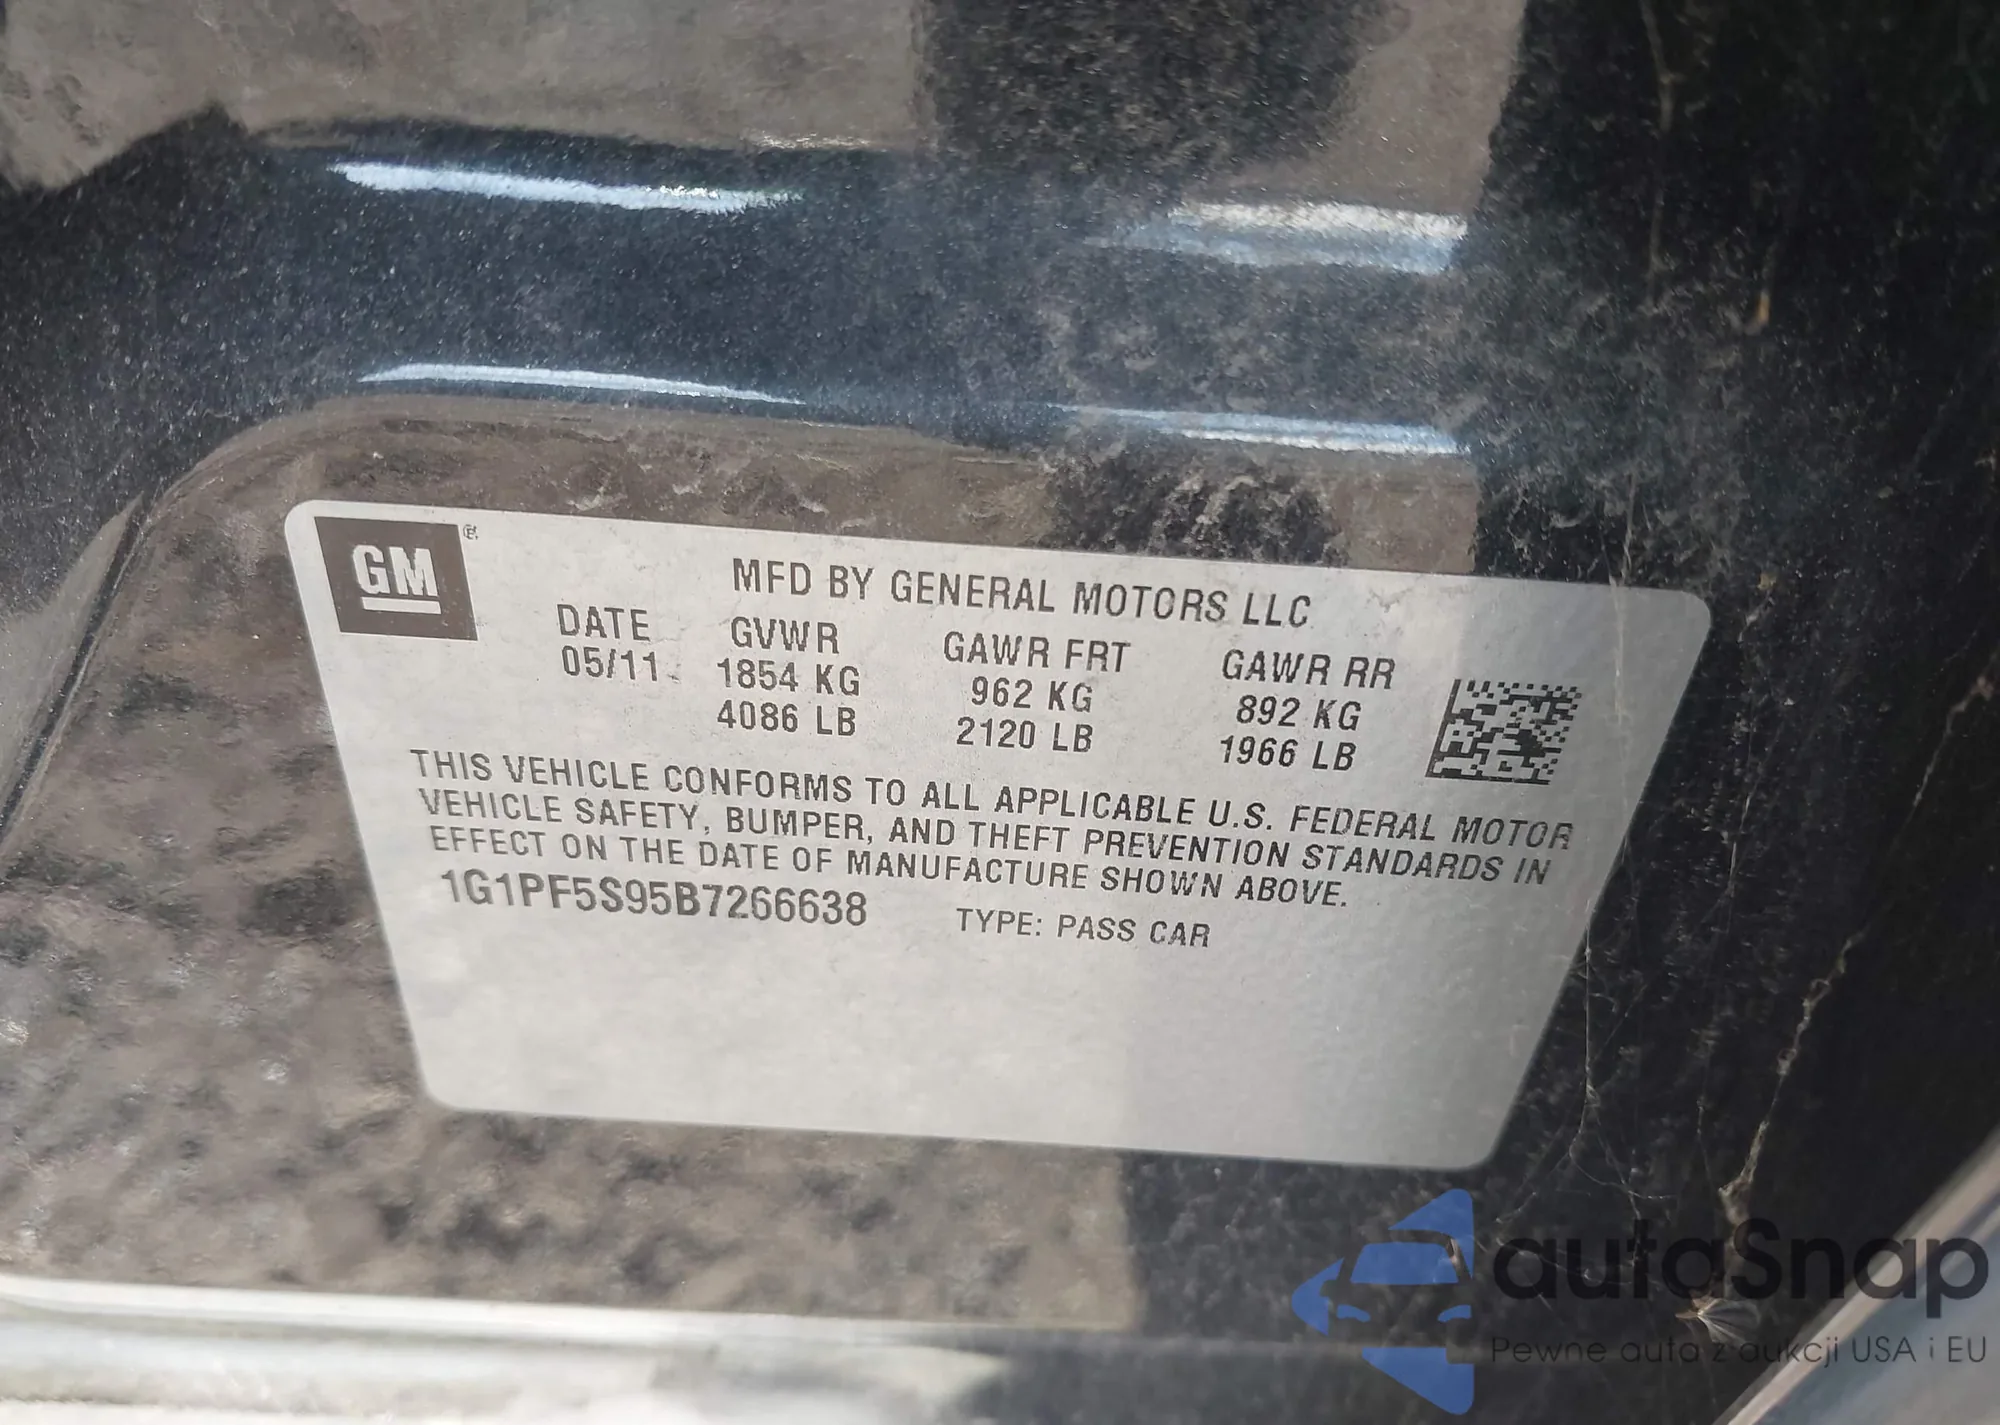 GM ®
MFD BY GENERAL MOTORS LLC
DATE GVWR GAWR FRT GAWR RR
05/11 1854 KG 962 KG 892 KG
4086 LB 2120 LB 1966 LB
THIS VEHICLE CONFORMS TO ALL APPLICABLE U.S. FEDERAL MOTOR
VEHICLE SAFETY, BUMPER, AND THEFT PREVENTION STANDARDS IN
EFFECT ON THE DATE OF MANUFACTURE SHOWN ABOVE.
1G1PF5S95B7266638 TYPE: PASS CAR
autaSnap
Pewne auta z aukcji USA i EU